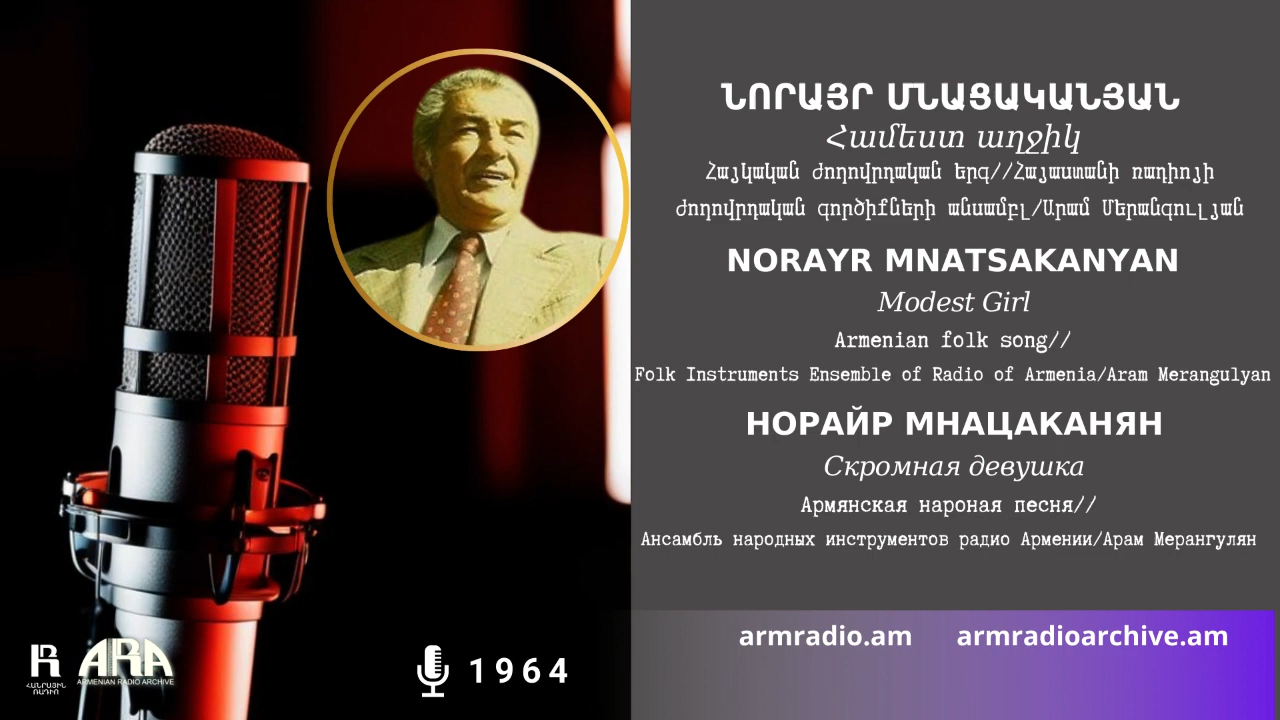 ՆՈՐԱՅՐ ՄՆԱՑԱԿԱՆՅԱՆ
Համեստ աղջիկ
Հայկական ժողովրդական երգ//Հայաստանի ռադիոյի
ժողովրդական գործիքների անսամբլ/Արամ Մերանգուլյան
NORAYR MNATSAKANYAN
Modest Girl
Armenian folk song//
Folk Instruments Ensemble of Radio of Armenia/Aram Merangulyan
НОРАЙР МНАЦАКАНЯН
Скромная девушка
Армянская нароная песня//
Ансамбль народных инструментов радио Армении/Арам Мерангулян
armradio.am armradioarchive.am
ՀԱՆՐԱՅԻՆ
ՌԱԴԻՈ
ARA
ARMENIAN RADIO ARCHIVE
1964